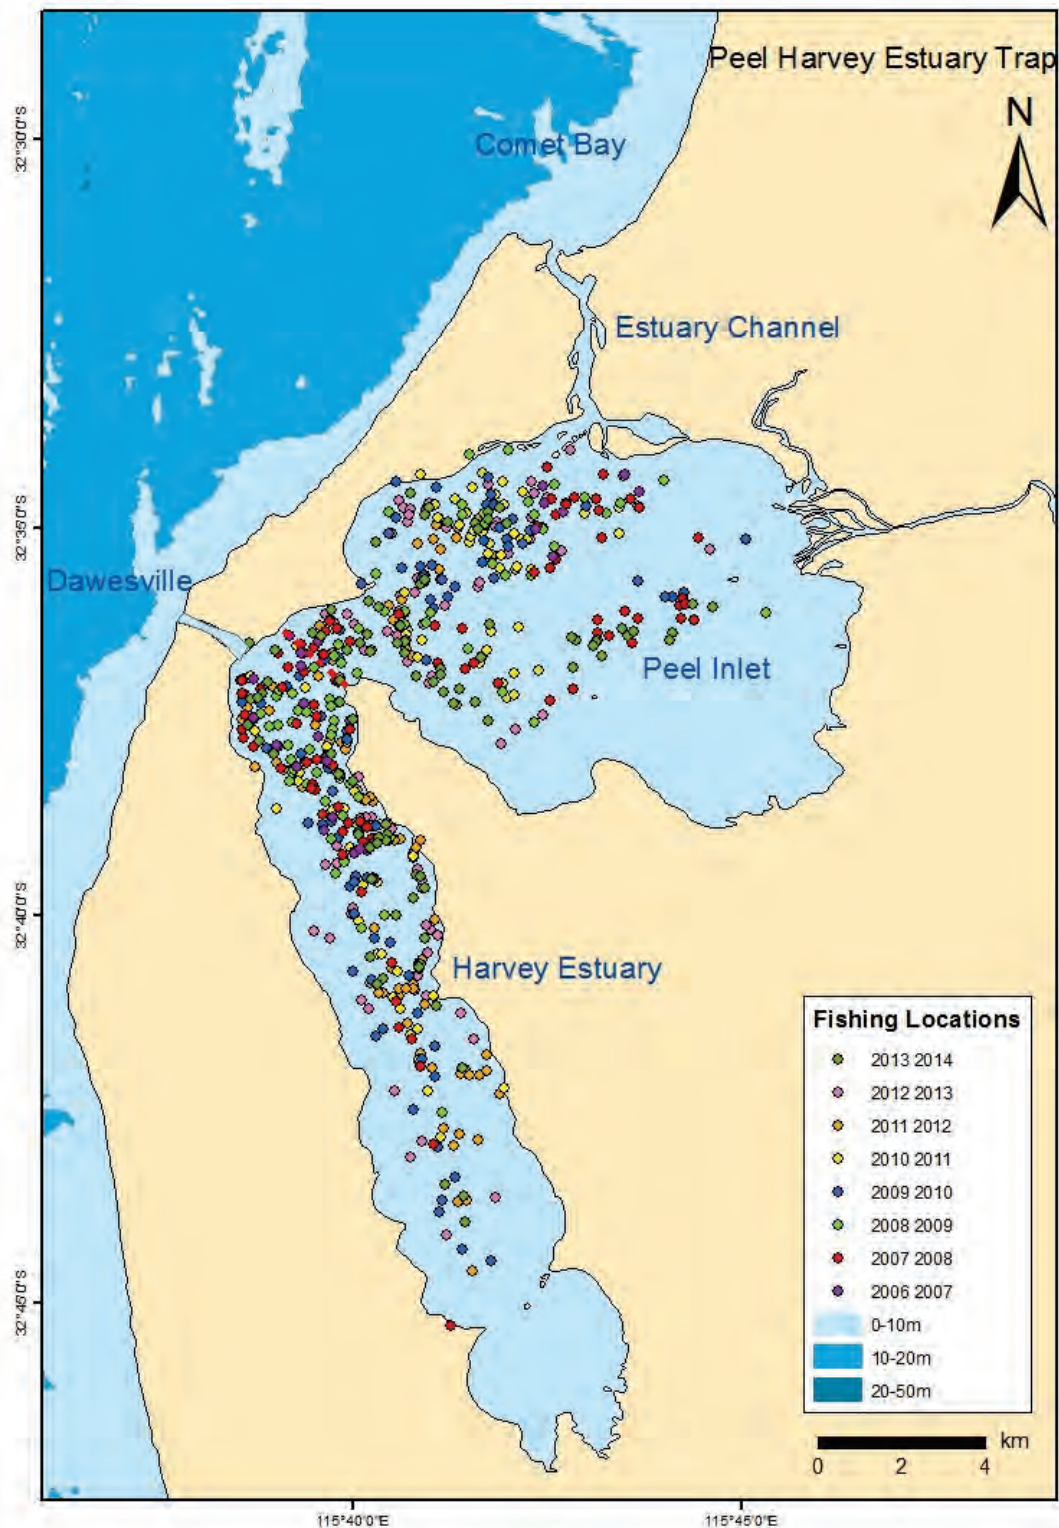 Peel Harvey Estuary Trap
N
Comet Bay
Estuary Channel
Dawesville
Peel Inlet
Harvey Estuary
Fishing Locations
2013 2014
2012 2013
2011 2012
2010 2011
2009 2010
2008 2009
2007 2008
2006 2007
0-10m
10-20m
20-50m
km
0 2 4
32°30'0"S
32°35'0"S
32°40'0"S
32°45'0"S
115°40'0"E
115°45'0"E